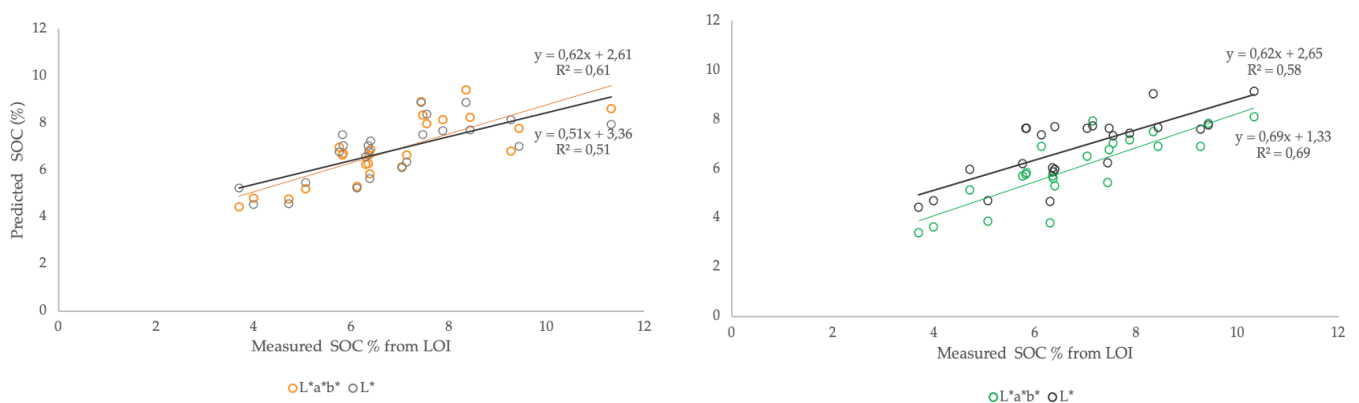 12
10
8
6
4
2
0
Predicted SOC (%)
y = 0,62x + 2,61
R² = 0,61
y = 0,51x + 3,36
R² = 0,51
0 2 4 6 8 10 12
Measured SOC % from LOI
L*a*b* L*
12
10
8
6
4
2
0
y = 0,62x + 2,65
R² = 0,58
y = 0,69x + 1,33
R² = 0,69
0 2 4 6 8 10 12
Measured SOC % from LOI
L*a*b* L*